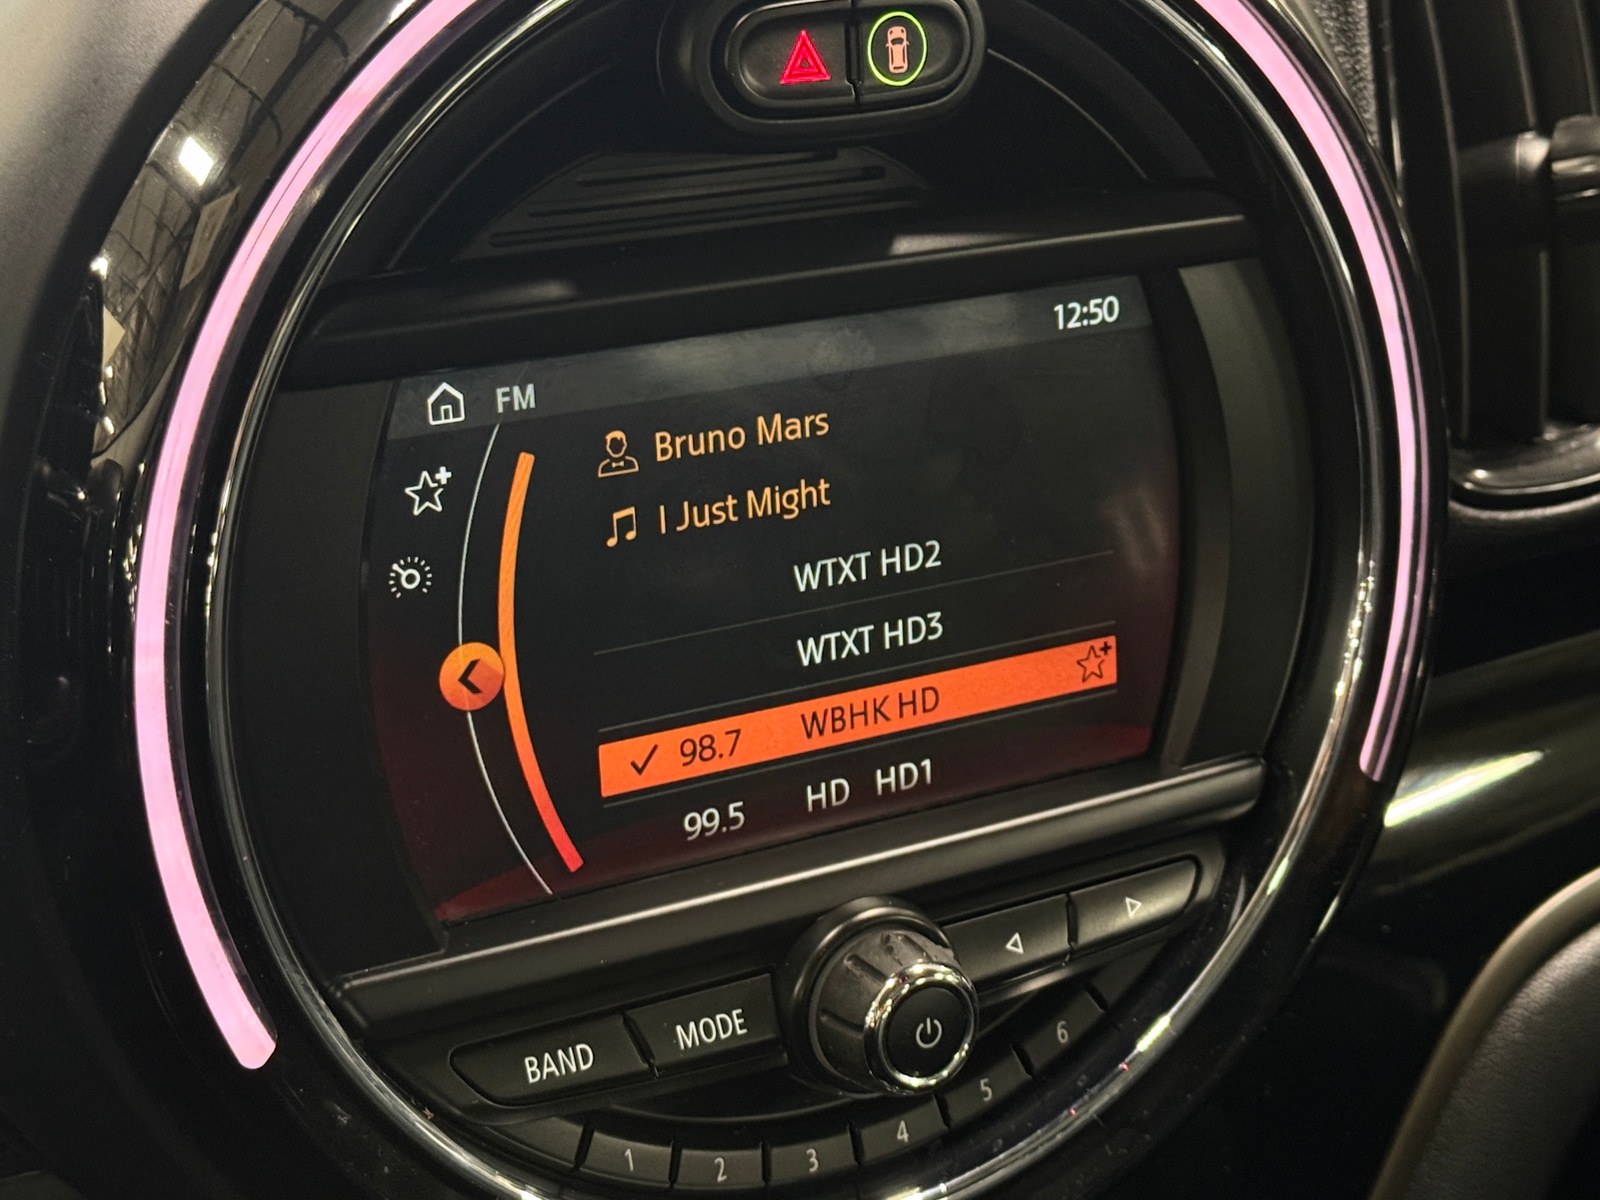 12:50
FM
Bruno Mars
I Just Might
WTXT HD2
WTXT HD3
98.7 WBHK HD
99.5 HD HD1
BAND MODE
1 2 3 4 5 6